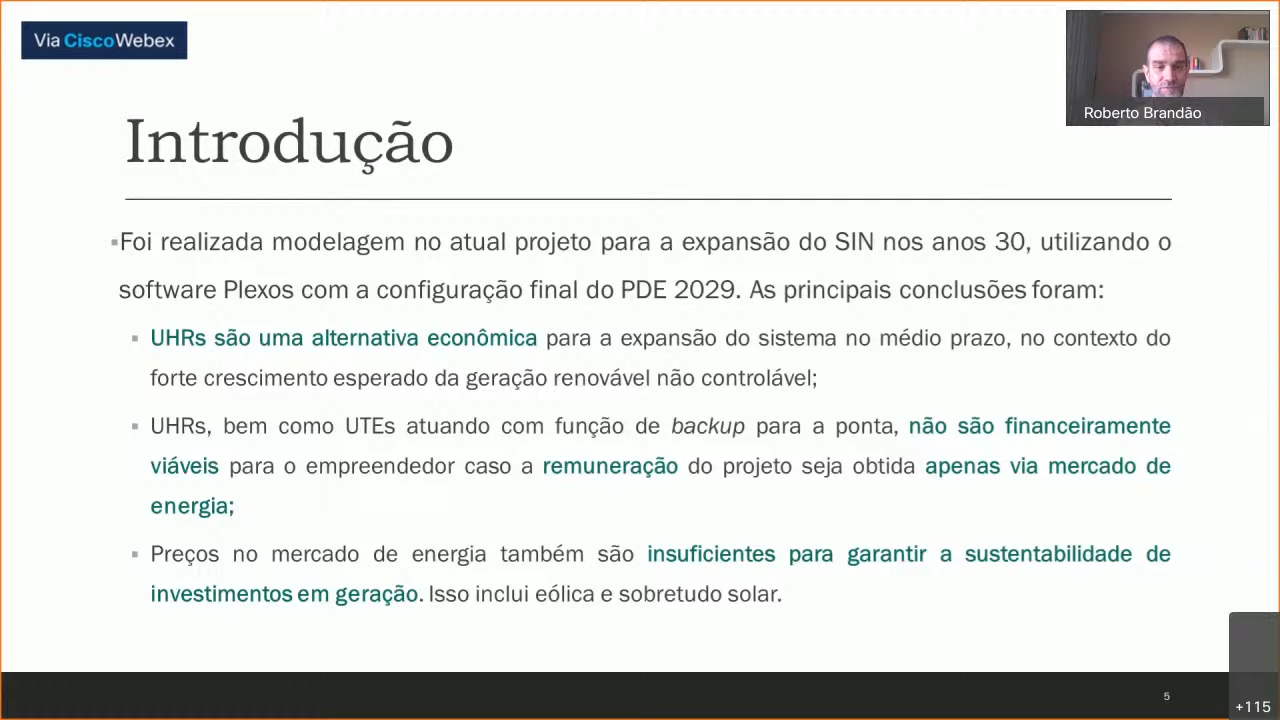 Via Cisco Webex
Roberto Brandão
Introdução
Foi realizada modelagem no atual projeto para a expansão do SIN nos anos 30, utilizando o
software Plexos com a configuração final do PDE 2029. As principais conclusões foram:
UHRs são uma alternativa econômica para a expansão do sistema no médio prazo, no contexto do
forte crescimento esperado da geração renovável não controlável;
UHRs, bem como UTEs atuando com função de backup para a ponta, não são financeiramente
viáveis para o empreendedor caso a remuneração do projeto seja obtida apenas via mercado de
energia;
Preços no mercado de energia também são insuficientes para garantir a sustentabilidade de
investimentos em geração. Isso inclui eólica e sobretudo solar.
5
+115